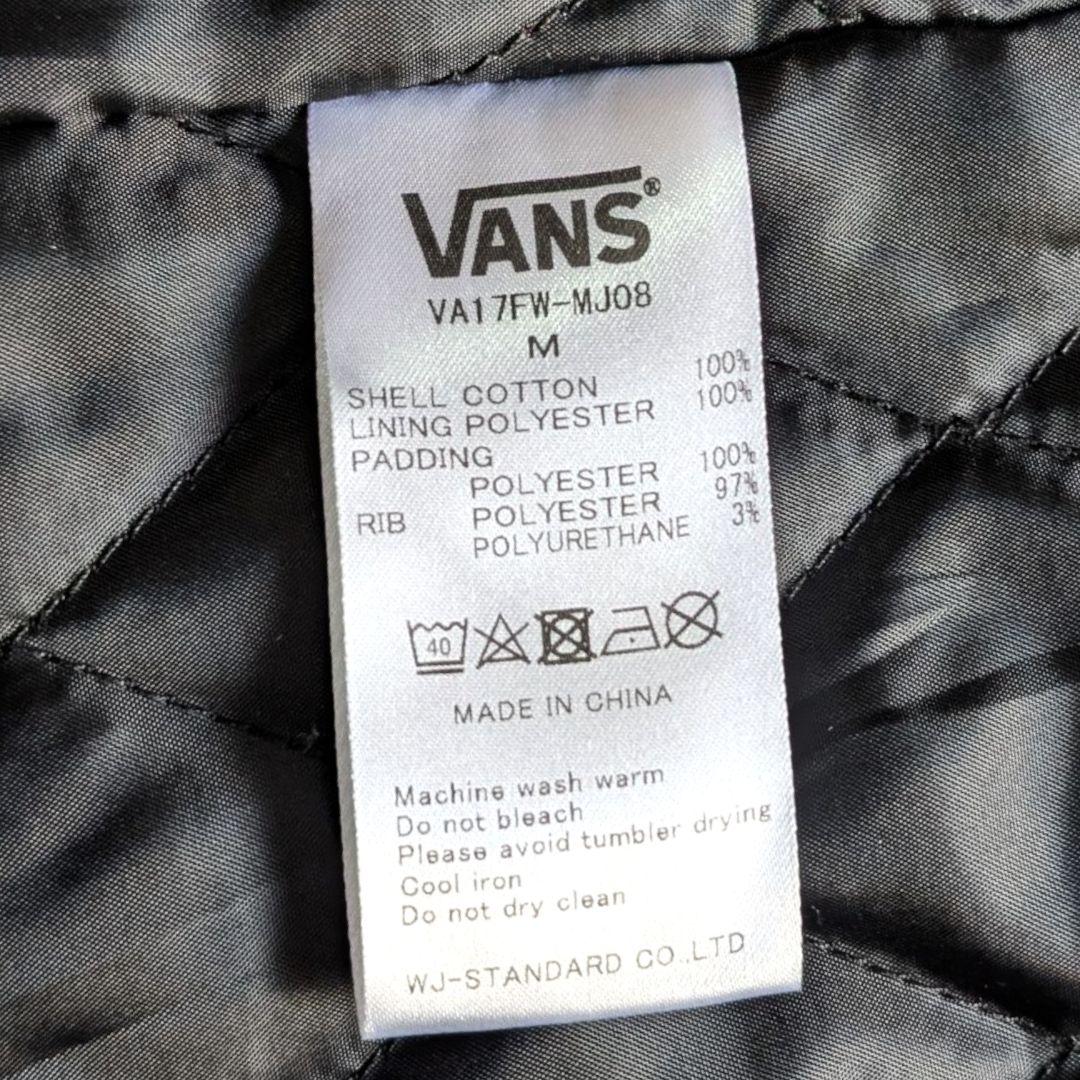 VANS®
VA17FW-MJ08
M
SHELL COTTON 100%
LINING POLYESTER 100%
PADDING
POLYESTER 100%
RIB POLYESTER 97%
POLYURETHANE 3%
40
MADE IN CHINA
Machine wash warm
Do not bleach
Please avoid tumbler drying
Cool iron
Do not dry clean
WJ-STANDARD CO.,LTD